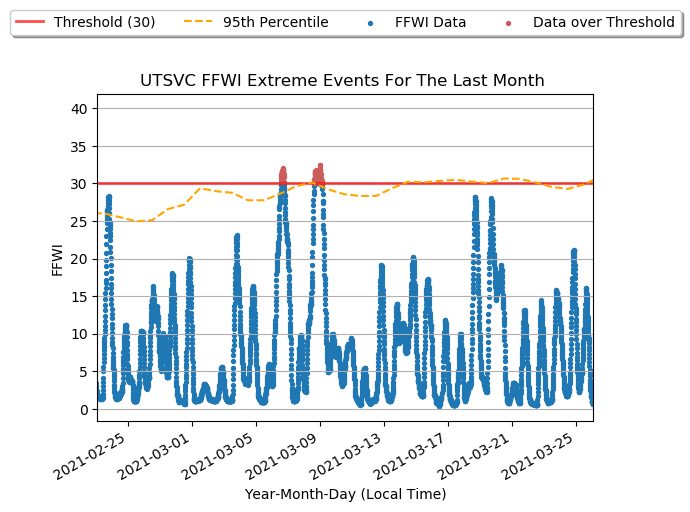 Threshold (30) 95th Percentile FFWI Data Data over Threshold
UTSVC FFWI Extreme Events For The Last Month
40
35
30
25
20
15
10
5
0
FFWI
2021-02-25 2021-03-01 2021-03-05 2021-03-09 2021-03-13 2021-03-17 2021-03-21 2021-03-25
Year-Month-Day (Local Time)